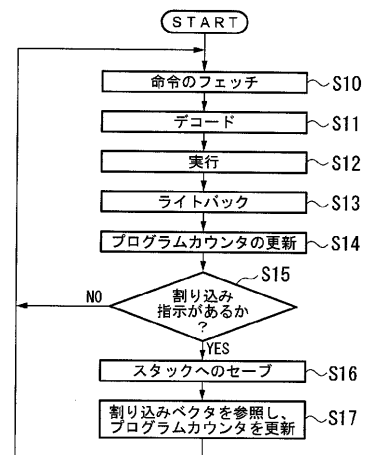 START
命令のフェッチ
S10
デコード
S11
実行
S12
ライトバック
S13
プログラムカウンタの更新
S14
S15
割り込み
指示があるか
?
NO
YES
スタックへのセーブ
S16
割り込みベクタを参照し、
プログラムカウンタを更新
S17